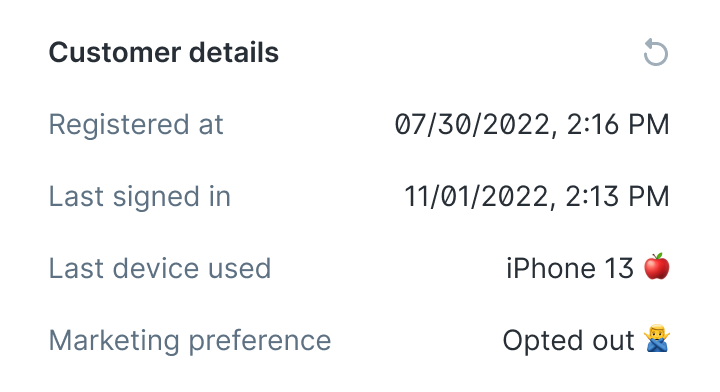 Customer details
Registered at 07/30/2022, 2:16 PM
Last signed in 11/01/2022, 2:13 PM
Last device used iPhone 13 🍎
Marketing preference Opted out 🙅‍♂️